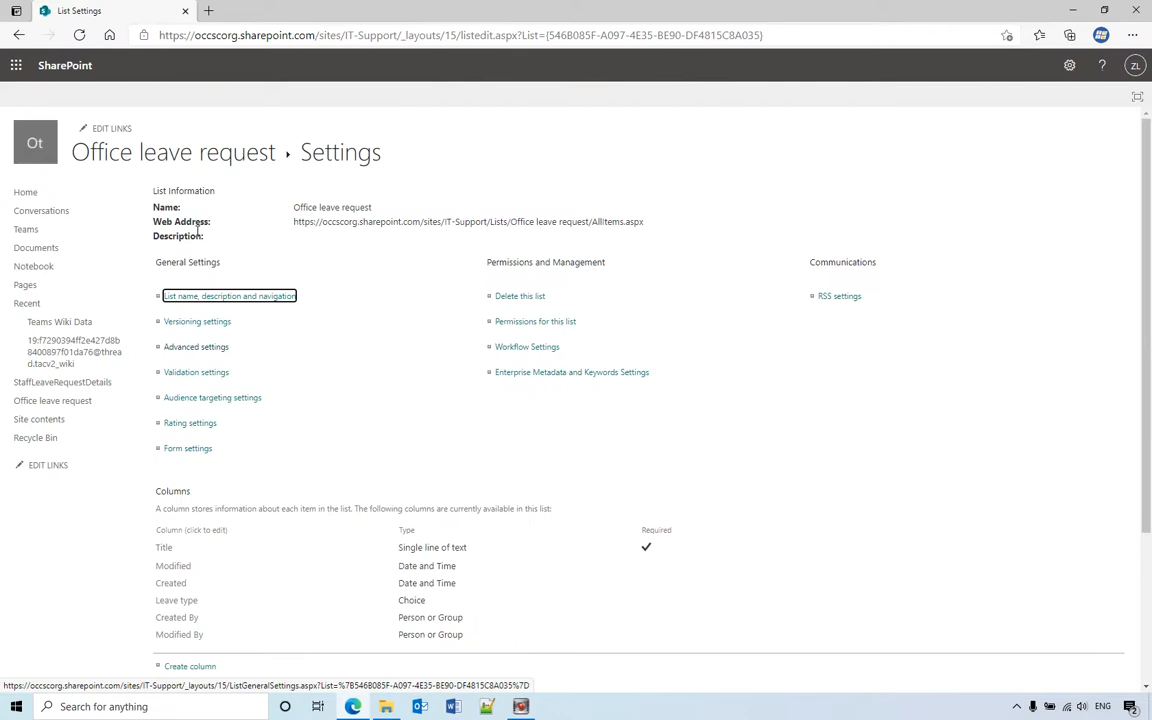 List Settings
https://occscorg.sharepoint.com/sites/IT-Support/_layouts/15/listedit.aspx?List={546B085F-A097-4E35-BE90-DF4815C8A035}
SharePoint
ZL
Ot
EDIT LINKS
Office leave request ▸ Settings
Home
Conversations
Teams
Documents
Notebook
Pages
Recent
Teams Wiki Data
19:f7290394ff2e427d8b
8400897f01da76@threa
d.tacv2_wiki
StaffLeaveRequestDetails
Office leave request
Site contents
Recycle Bin
EDIT LINKS
List Information
Name: Office leave request
Web Address: https://occscorg.sharepoint.com/sites/IT-Support/Lists/Office leave request/AllItems.aspx
Description:
General Settings Permissions and Management Communications
List name, description and navigation Delete this list RSS settings
Versioning settings Permissions for this list
Advanced settings Workflow Settings
Validation settings Enterprise Metadata and Keywords Settings
Audience targeting settings
Rating settings
Form settings
Columns
A column stores information about each item in the list. The following columns are currently available in this list:
Column (click to edit) Type Required
Title Single line of text ✓
Modified Date and Time
Created Date and Time
Leave type Choice
Created By Person or Group
Modified By Person or Group
Create column
https://occscorg.sharepoint.com/sites/IT-Support/_layouts/15/ListGeneralSettings.aspx?List=%7B546B085F-A097-4E35-BE90-DF4815C8A035%7D
Search for anything
ENG
2